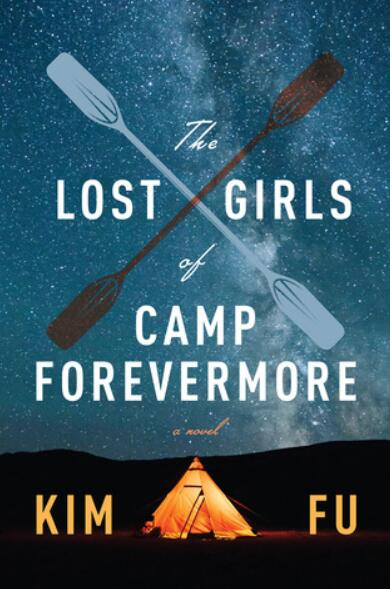 The
LOST GIRLS
of
CAMP
FOREVERMORE
a novel
KIM FU